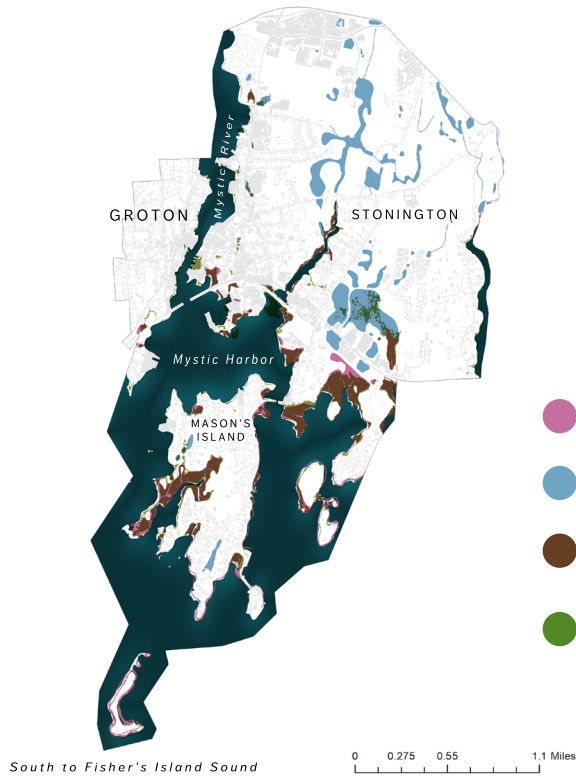 Mystic River
GROTON
STONINGTON
Mystic Harbor
MASON'S
ISLAND
0 0.275 0.55 1.1 Miles
South to Fisher's Island Sound